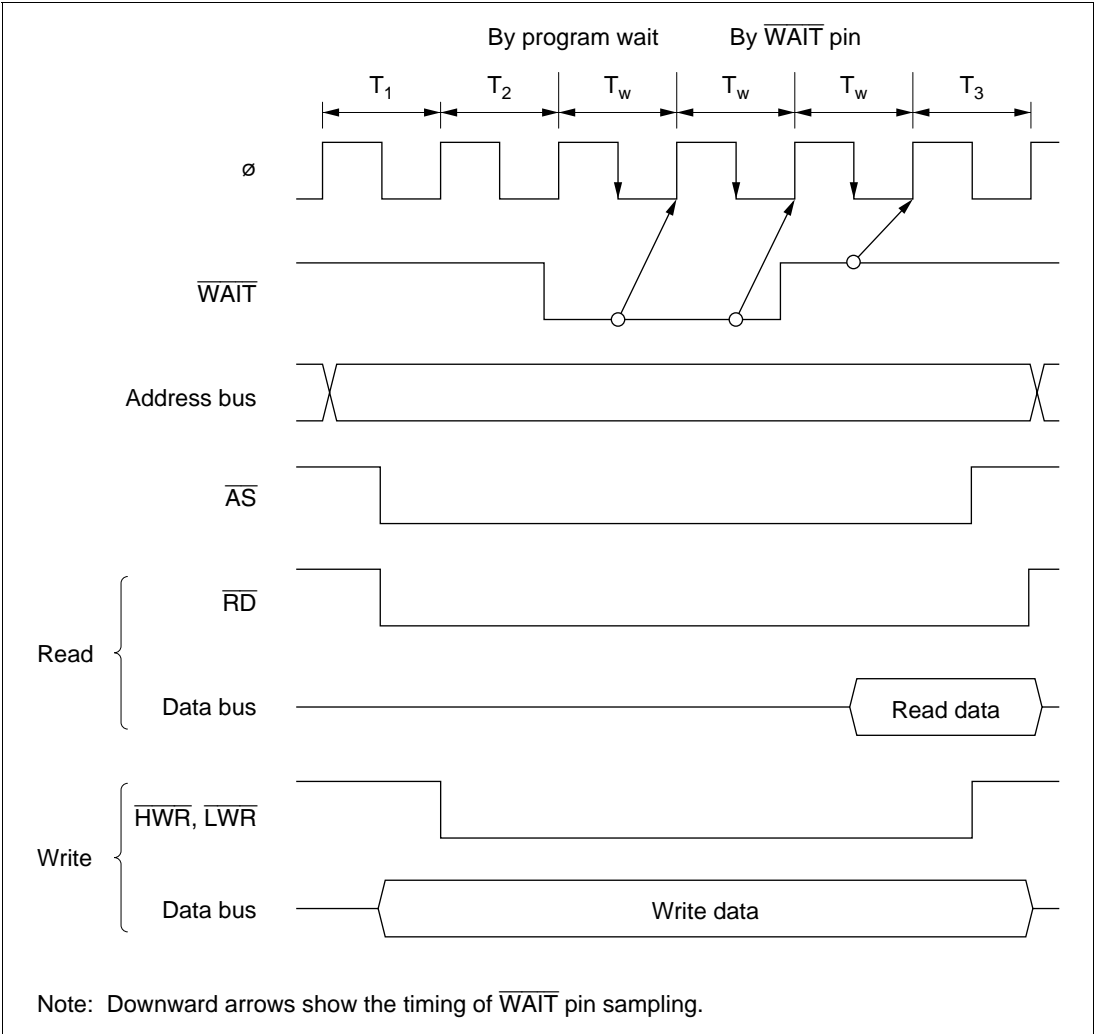 By program wait By WAIT pin
T1 T2 Tw Tw Tw T3
ø
WAIT
Address bus
AS
RD
Read
Data bus
Read data
HWR, LWR
Write
Data bus
Write data
Note: Downward arrows show the timing of WAIT pin sampling.